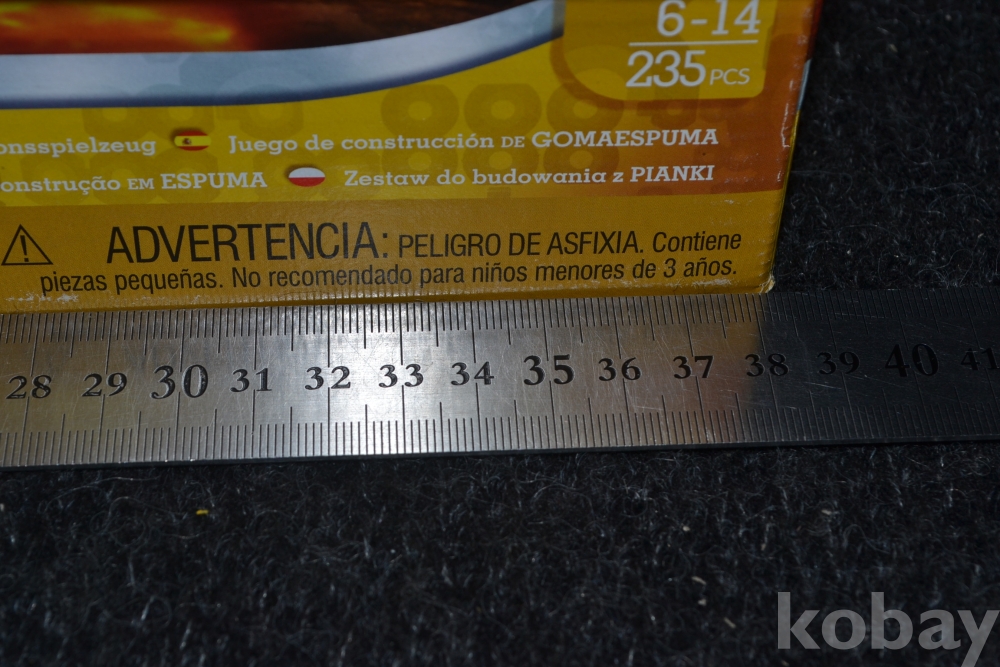 6-14
235 PCS
onsspielzeug Juego de construcción DE GOMAESPUMA
onstrução EM ESPUMA Zestaw do budowania z PIANKI
ADVERTENCIA: PELIGRO DE ASFIXIA. Contiene
piezas pequeñas. No recomendado para niños menores de 3 años.
28 29 30 31 32 33 34 35 36 37 38 39 40 41
kobay